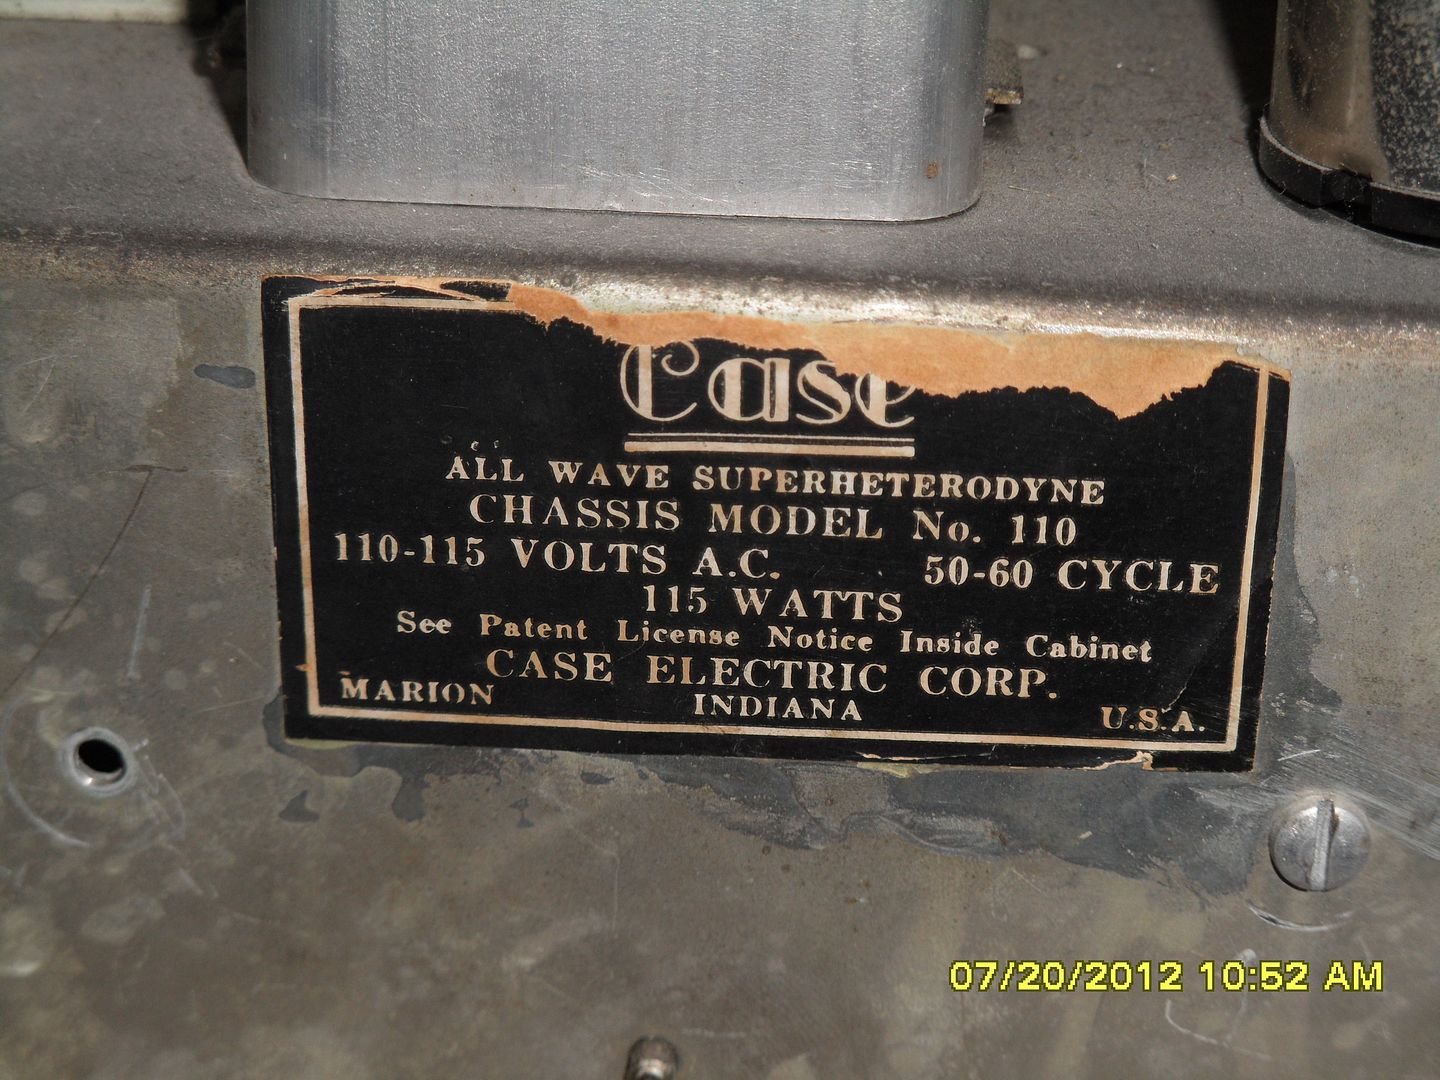 Case
ALL WAVE SUPERHETERODYNE
CHASSIS MODEL No. 110
110-115 VOLTS A.C. 50-60 CYCLE
115 WATTS
See Patent License Notice Inside Cabinet
CASE ELECTRIC CORP.
MARION INDIANA U.S.A.
07/20/2012 10:52 AM